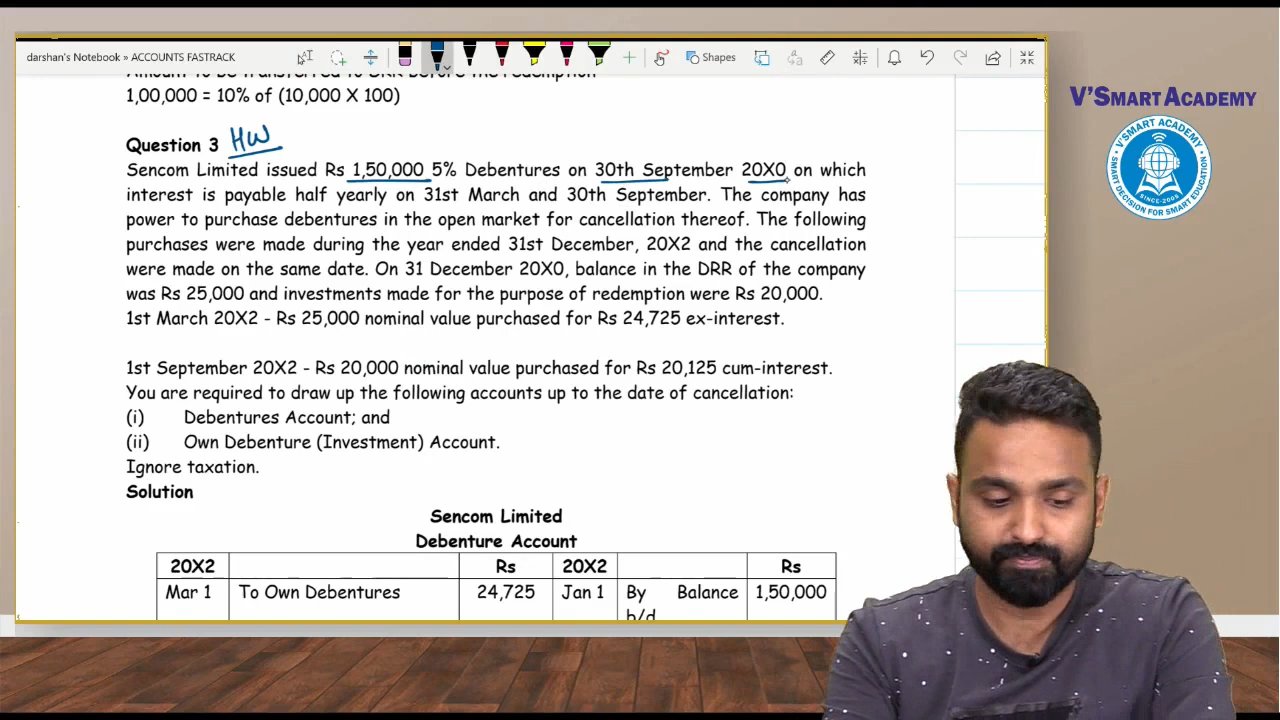 darshan's Notebook » ACCOUNTS FASTRACK
Shapes
Amount to be transferred to DRR before the redemption
1,00,000 = 10% of (10,000 X 100)
Question 3 HW
Sencom Limited issued Rs 1,50,000 5% Debentures on 30th September 20X0 on which
interest is payable half yearly on 31st March and 30th September. The company has
power to purchase debentures in the open market for cancellation thereof. The following
purchases were made during the year ended 31st December, 20X2 and the cancellation
were made on the same date. On 31 December 20X0, balance in the DRR of the company
was Rs 25,000 and investments made for the purpose of redemption were Rs 20,000.
1st March 20X2 - Rs 25,000 nominal value purchased for Rs 24,725 ex-interest.
1st September 20X2 - Rs 20,000 nominal value purchased for Rs 20,125 cum-interest.
You are required to draw up the following accounts up to the date of cancellation:
(i) Debentures Account; and
(ii) Own Debenture (Investment) Account.
Ignore taxation.
Solution
Sencom Limited
Debenture Account
20X2 Rs 20X2 Rs
Mar 1 To Own Debentures 24,725 Jan 1 By Balance 1,50,000
b/d
V'SMART ACADEMY
V'SMART ACADEMY
SINCE-2005
DECISION FOR SMART EDUCATION